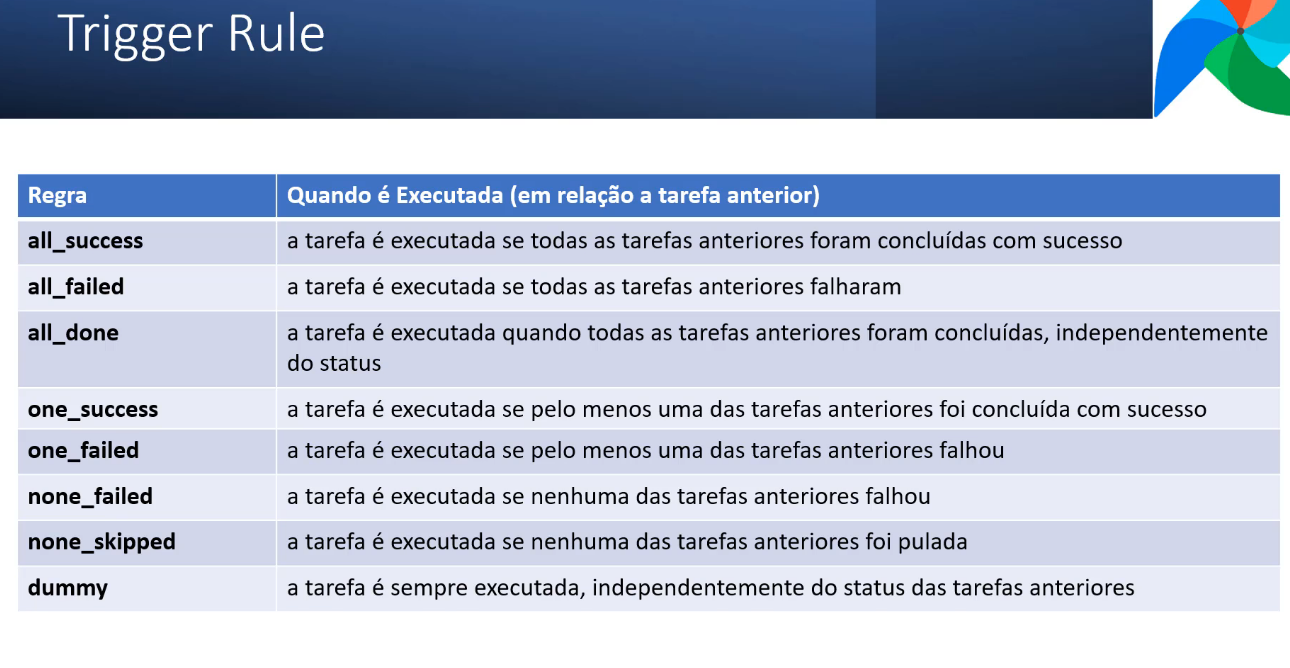 Trigger Rule
Regra
Quando é Executada (em relação a tarefa anterior)
all_success
a tarefa é executada se todas as tarefas anteriores foram concluídas com sucesso
all_failed
a tarefa é executada se todas as tarefas anteriores falharam
all_done
a tarefa é executada quando todas as tarefas anteriores foram concluídas, independentemente
do status
one_success
a tarefa é executada se pelo menos uma das tarefas anteriores foi concluída com sucesso
one_failed
a tarefa é executada se pelo menos uma das tarefas anteriores falhou
none_failed
a tarefa é executada se nenhuma das tarefas anteriores falhou
none_skipped
a tarefa é executada se nenhuma das tarefas anteriores foi pulada
dummy
a tarefa é sempre executada, independentemente do status das tarefas anteriores